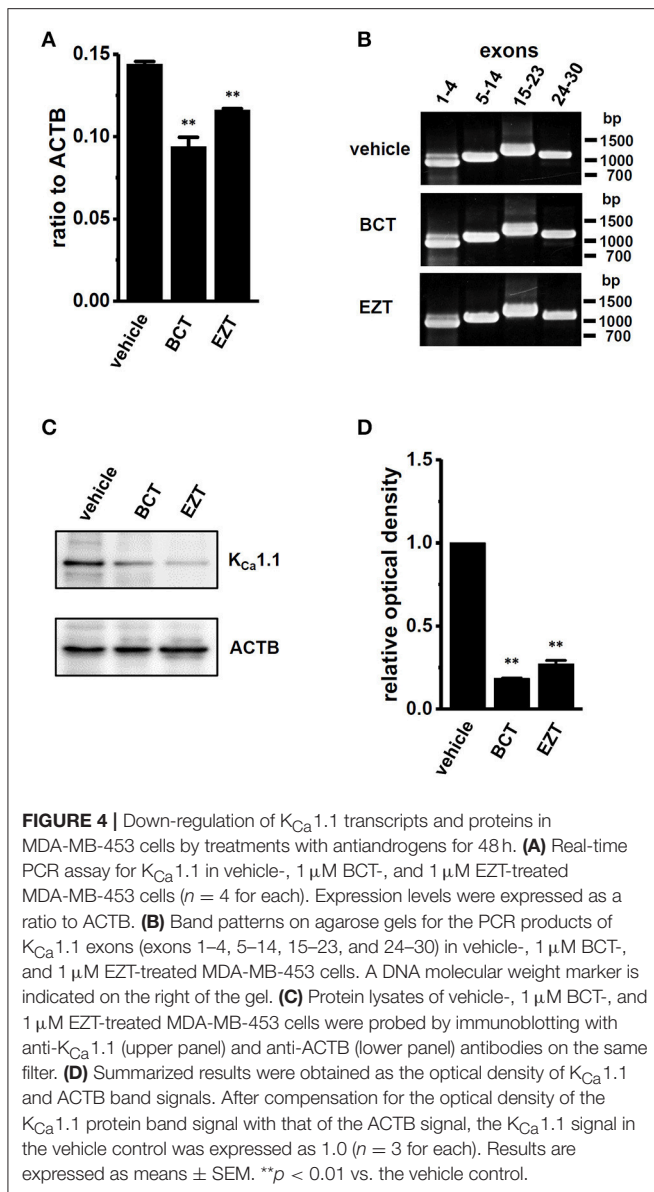 A
0.15
0.10
0.05
0.00
ratio to ACTB
**
**
vehicle
BCT
EZT
B
exons
1-4
5-14
15-23
24-30
bp
vehicle
1500
1000
700
bp
BCT
1500
1000
700
bp
EZT
1500
1000
700
C
vehicle
BCT
EZT
KCa1.1
ACTB
D
1.5
1.0
0.5
0.0
relative optical density
**
**
vehicle
BCT
EZT
FIGURE 4 | Down-regulation of KCa1.1 transcripts and proteins in
MDA-MB-453 cells by treatments with antiandrogens for 48 h. (A) Real-time
PCR assay for KCa1.1 in vehicle-, 1 μM BCT-, and 1 μM EZT-treated
MDA-MB-453 cells (n = 4 for each). Expression levels were expressed as a
ratio to ACTB. (B) Band patterns on agarose gels for the PCR products of
KCa1.1 exons (exons 1–4, 5–14, 15–23, and 24–30) in vehicle-, 1 μM BCT-,
and 1 μM EZT-treated MDA-MB-453 cells. A DNA molecular weight marker is
indicated on the right of the gel. (C) Protein lysates of vehicle-, 1 μM BCT-, and
1 μM EZT-treated MDA-MB-453 cells were probed by immunoblotting with
anti-KCa1.1 (upper panel) and anti-ACTB (lower panel) antibodies on the same
filter. (D) Summarized results were obtained as the optical density of KCa1.1
and ACTB band signals. After compensation for the optical density of the
KCa1.1 protein band signal with that of the ACTB signal, the KCa1.1 signal in
the vehicle control was expressed as 1.0 (n = 3 for each). Results are
expressed as means ± SEM. **p < 0.01 vs. the vehicle control.